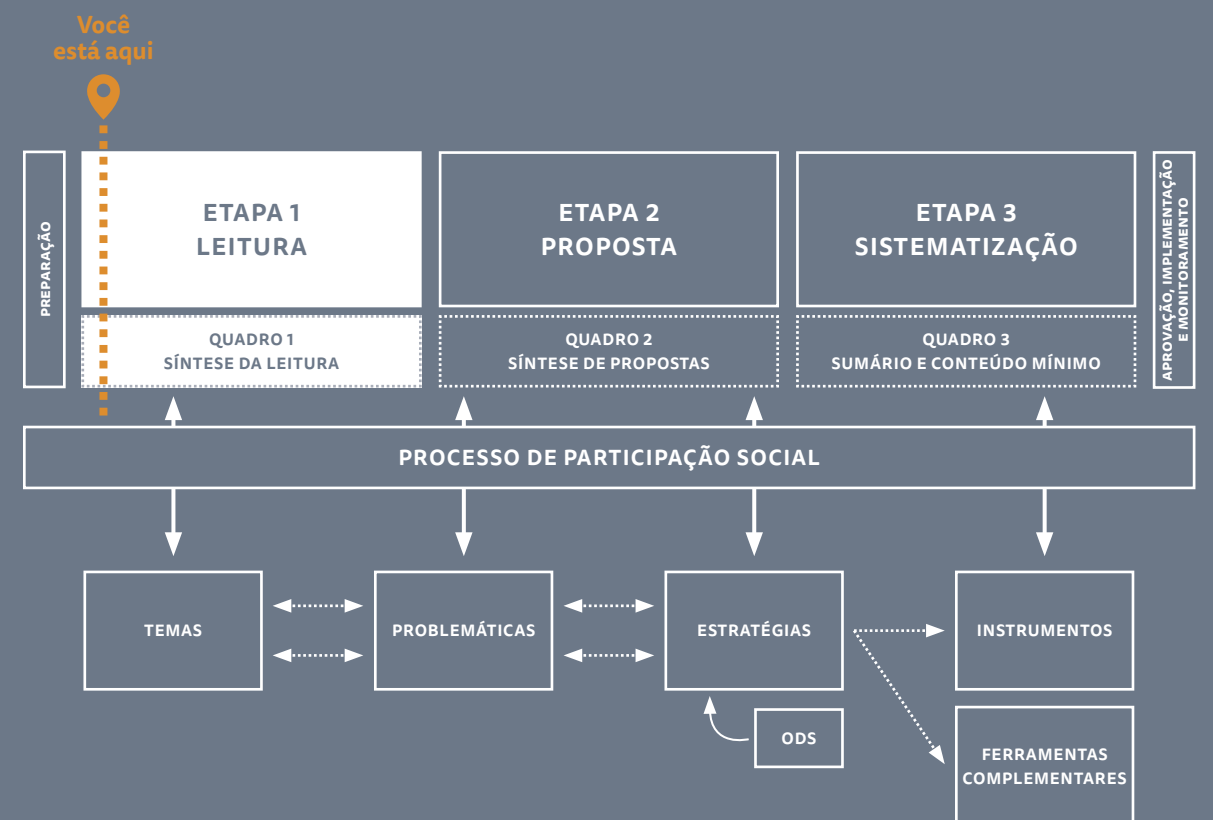 Você
está aqui
PREPARAÇÃO
ETAPA 1
LEITURA
QUADRO 1
SÍNTESE DA LEITURA
ETAPA 2
PROPOSTA
QUADRO 2
SÍNTESE DE PROPOSTAS
ETAPA 3
SISTEMATIZAÇÃO
QUADRO 3
SUMÁRIO E CONTEÚDO MÍNIMO
APROVAÇÃO, IMPLEMENTAÇÃO
E MONITORAMENTO
PROCESSO DE PARTICIPAÇÃO SOCIAL
TEMAS
PROBLEMÁTICAS
ESTRATÉGIAS
INSTRUMENTOS
ODS
FERRAMENTAS
COMPLEMENTARES